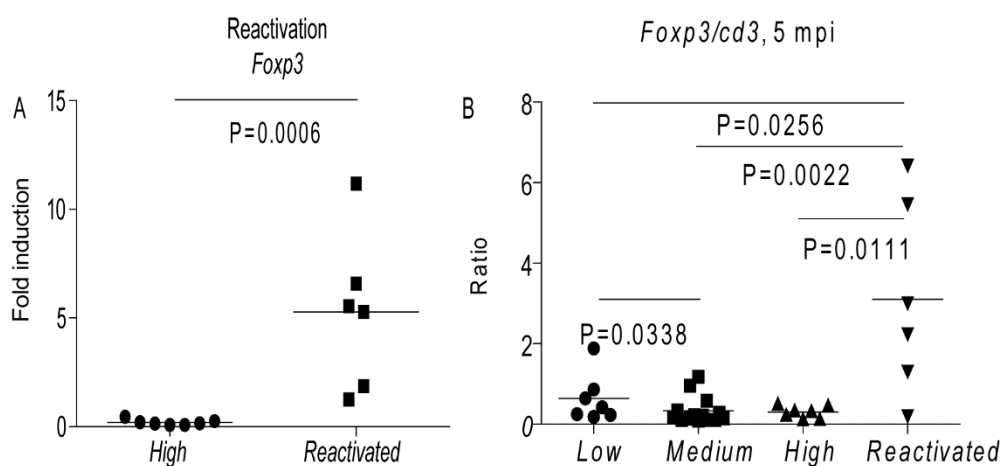 Reactivation
Foxp3
A
15
10
5
0
Fold induction
P=0.0006
High
Reactivated
Foxp3/cd3, 5 mpi
B
8
6
4
2
0
Ratio
P=0.0256
P=0.0022
P=0.0111
P=0.0338
Low
Medium
High
Reactivated